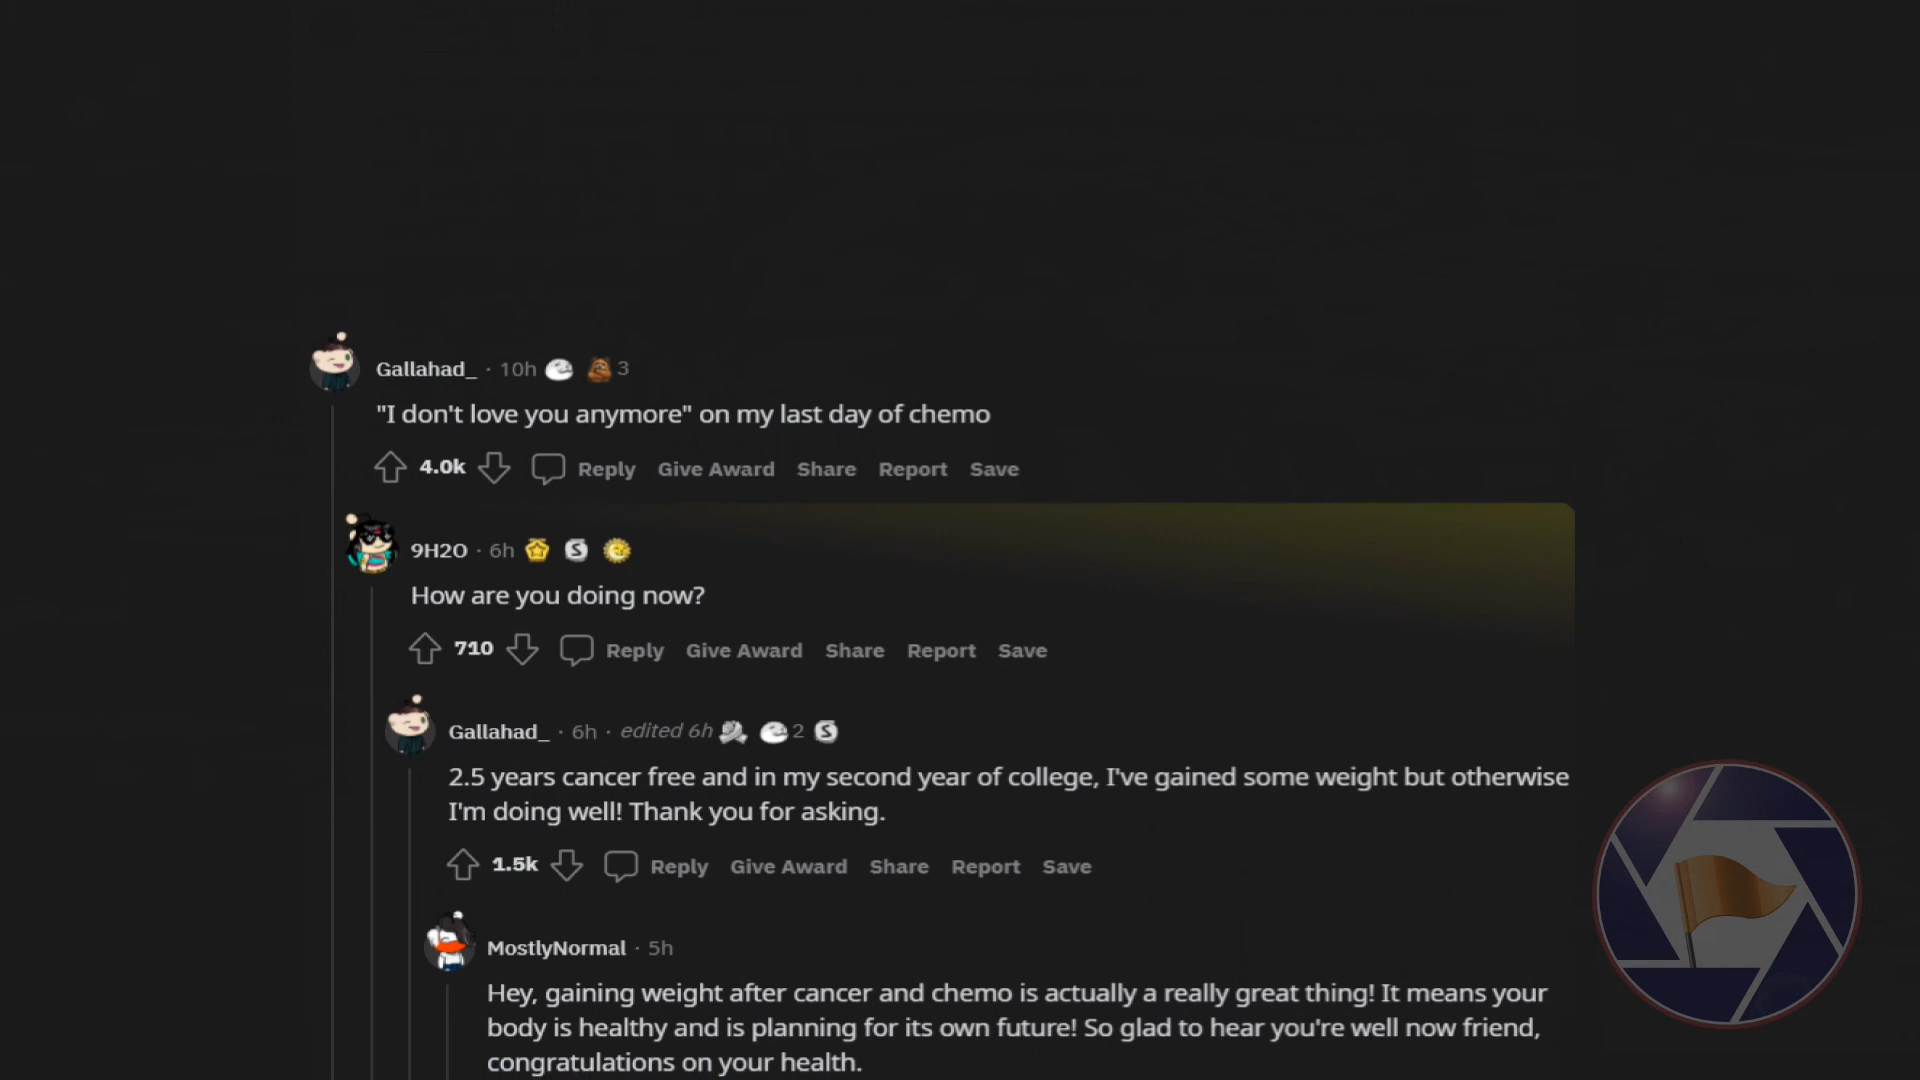 Gallahad_ · 10h 3
"I don't love you anymore" on my last day of chemo
4.0k Reply Give Award Share Report Save
9H2O · 6h S
How are you doing now?
710 Reply Give Award Share Report Save
Gallahad_ · 6h · edited 6h 2 S
2.5 years cancer free and in my second year of college, I've gained some weight but otherwise
I'm doing well! Thank you for asking.
1.5k Reply Give Award Share Report Save
MostlyNormal · 5h
Hey, gaining weight after cancer and chemo is actually a really great thing! It means your
body is healthy and is planning for its own future! So glad to hear you're well now friend,
congratulations on your health.